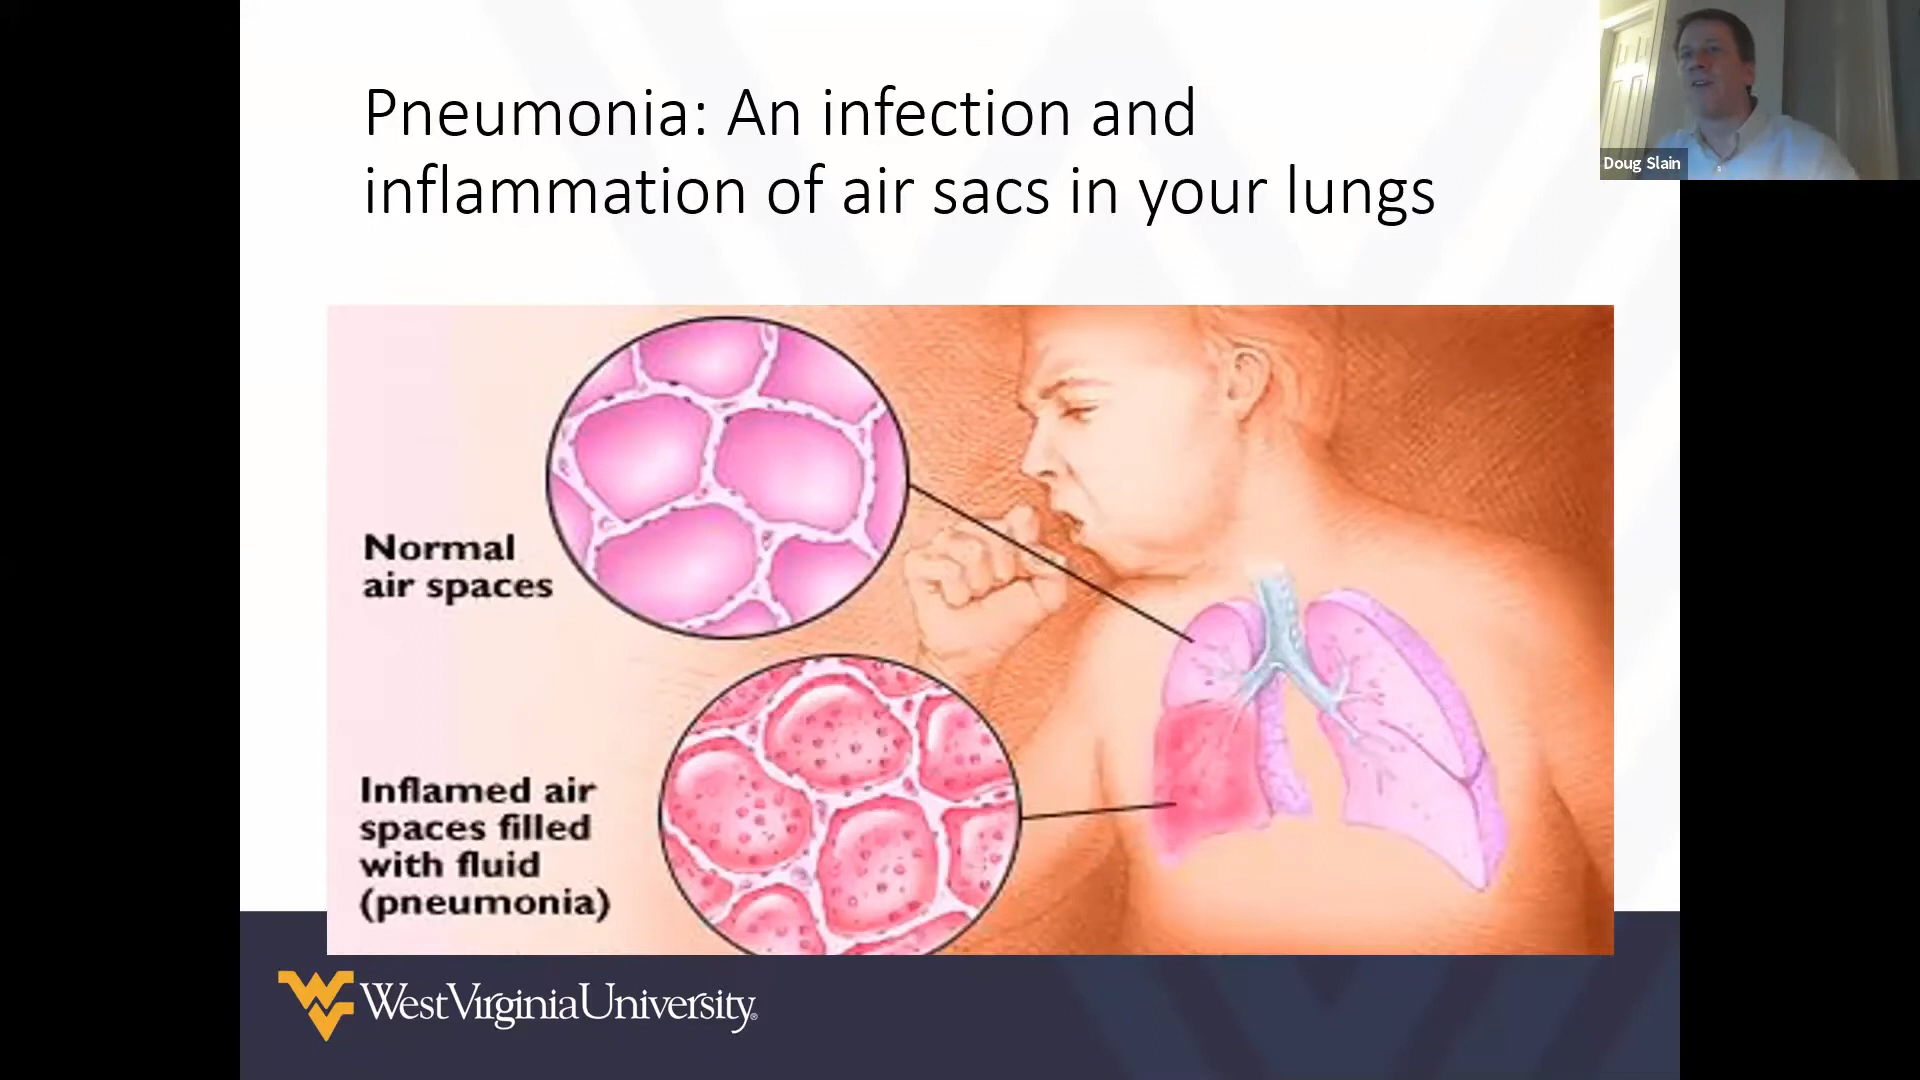 Pneumonia: An infection and
inflammation of air sacs in your lungs
Doug Slain
Normal
air spaces
Inflamed air
spaces filled
with fluid
(pneumonia)
WestVirginiaUniversity®